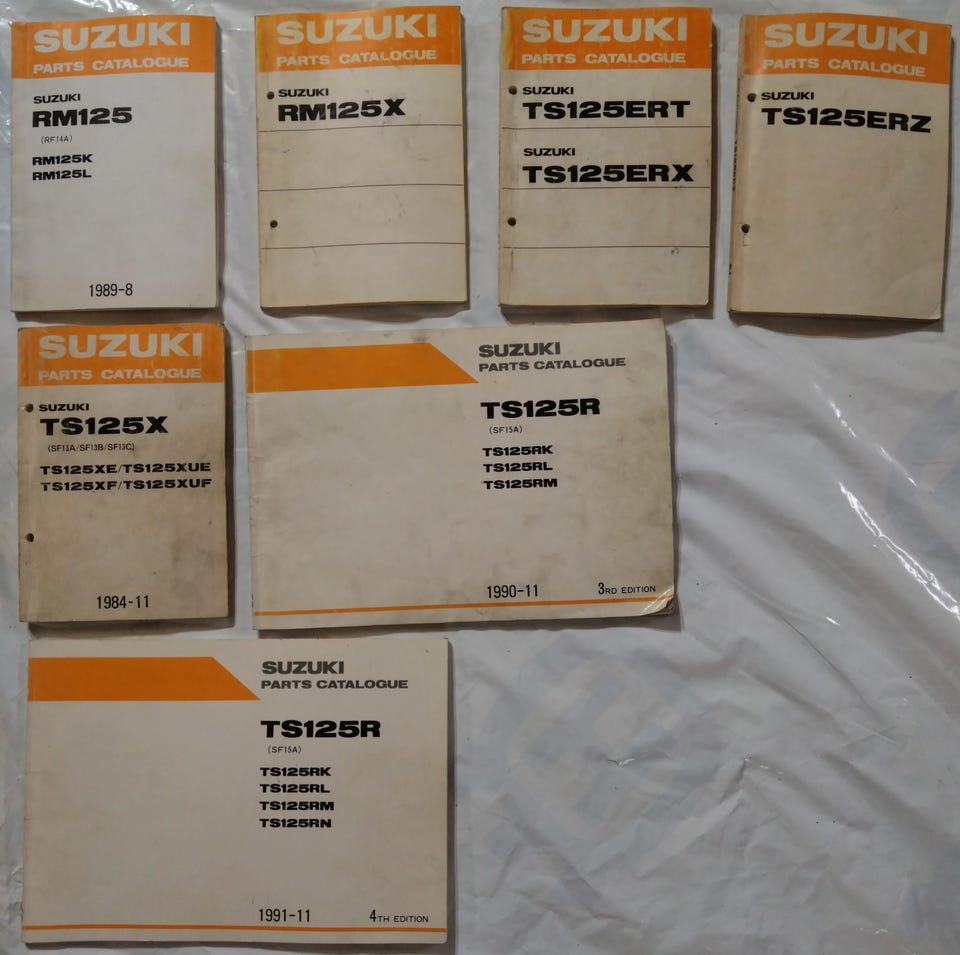 SUZUKI
PARTS CATALOGUE
SUZUKI
RM125
(RF14A)
RM125K
RM125L
1989-8
SUZUKI
PARTS CATALOGUE
SUZUKI
RM125X
SUZUKI
PARTS CATALOGUE
SUZUKI
TS125ERT
SUZUKI
TS125ERX
SUZUKI
PARTS CATALOGUE
SUZUKI
TS125ERZ
SUZUKI
PARTS CATALOGUE
SUZUKI
TS125X
(SF13A/SF13B/SF13C)
TS125XE/TS125XUE
TS125XF/TS125XUF
1984-11
SUZUKI
PARTS CATALOGUE
TS125R
(SF15A)
TS125RK
TS125RL
TS125RM
1990-11 3RD EDITION
SUZUKI
PARTS CATALOGUE
TS125R
(SF15A)
TS125RK
TS125RL
TS125RM
TS125RN
1991-11 4TH EDITION